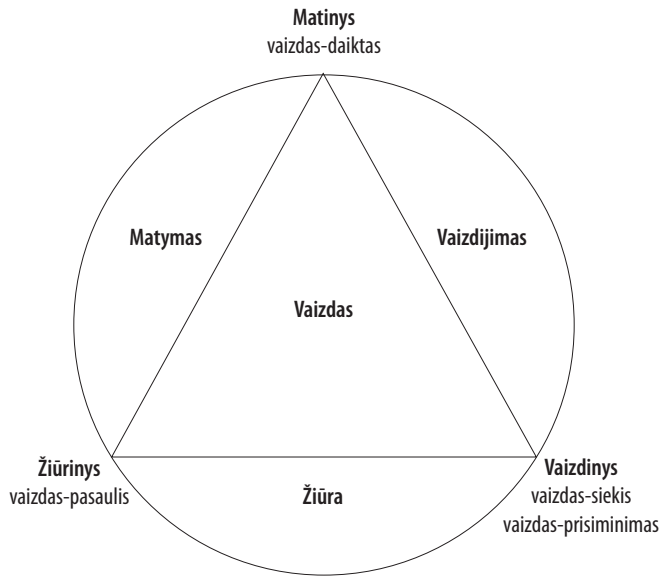 Matinys
vaizdas-daiktas
Matymas
Vaizdijimas
Vaizdas
Žiūrinys
vaizdas-pasaulis
Žiūra
Vaizdinys
vaizdas-siekis
vaizdas-prisiminimas